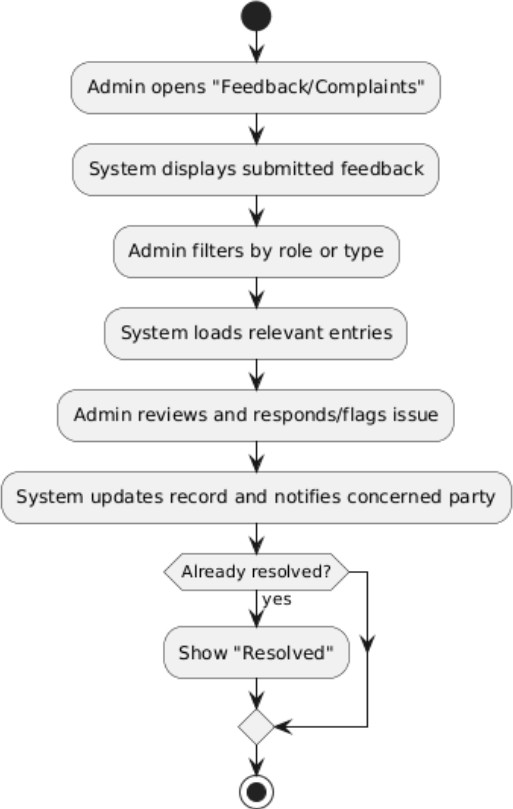 Admin opens "Feedback/Complaints"
System displays submitted feedback
Admin filters by role or type
System loads relevant entries
Admin reviews and responds/flags issue
System updates record and notifies concerned party
Already resolved?
yes
Show "Resolved"